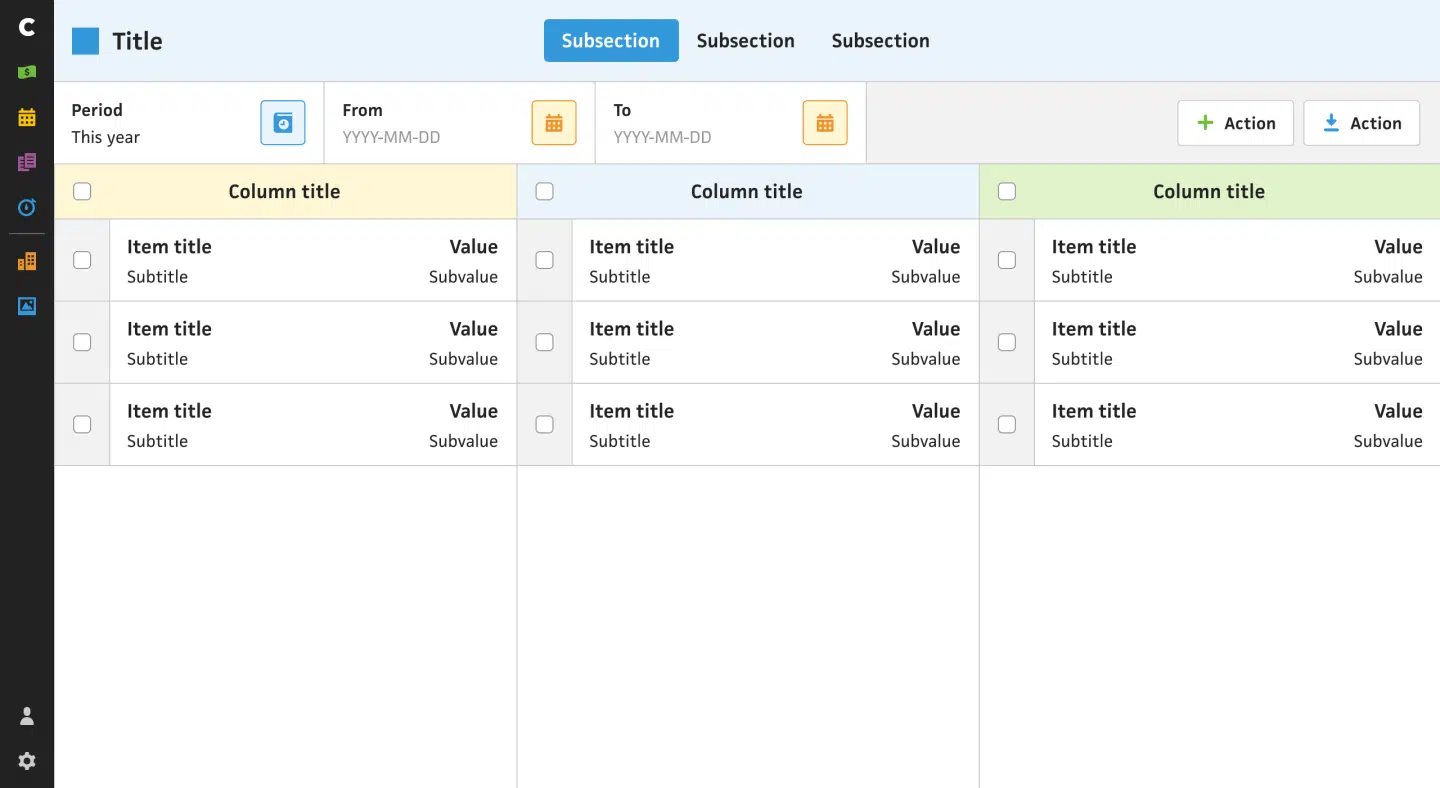 C
Title
Subsection Subsection Subsection
Period
This year
From
YYYY-MM-DD
To
YYYY-MM-DD
Action Action
Column title Column title Column title
Item title Value Item title Value Item title Value
Subtitle Subvalue Subtitle Subvalue Subtitle Subvalue
Item title Value Item title Value Item title Value
Subtitle Subvalue Subtitle Subvalue Subtitle Subvalue
Item title Value Item title Value Item title Value
Subtitle Subvalue Subtitle Subvalue Subtitle Subvalue